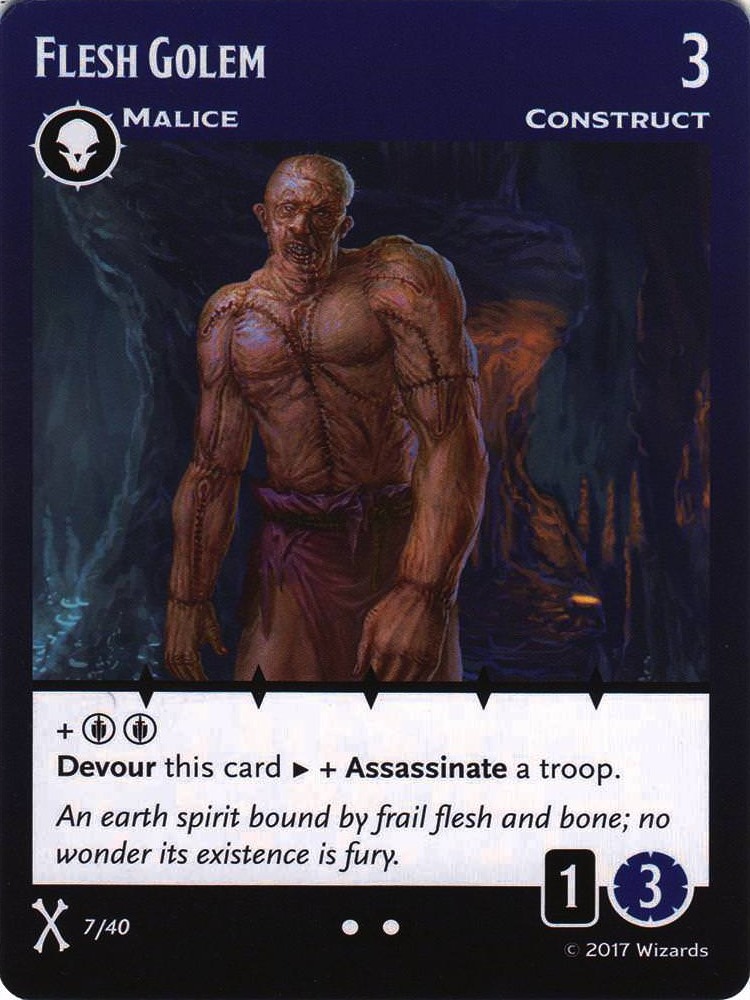 FLESH GOLEM 3
MALICE CONSTRUCT
+
Devour this card ▶ + Assassinate a troop.
An earth spirit bound by frail flesh and bone; no
wonder its existence is fury.
1 3
7/40
© 2017 Wizards